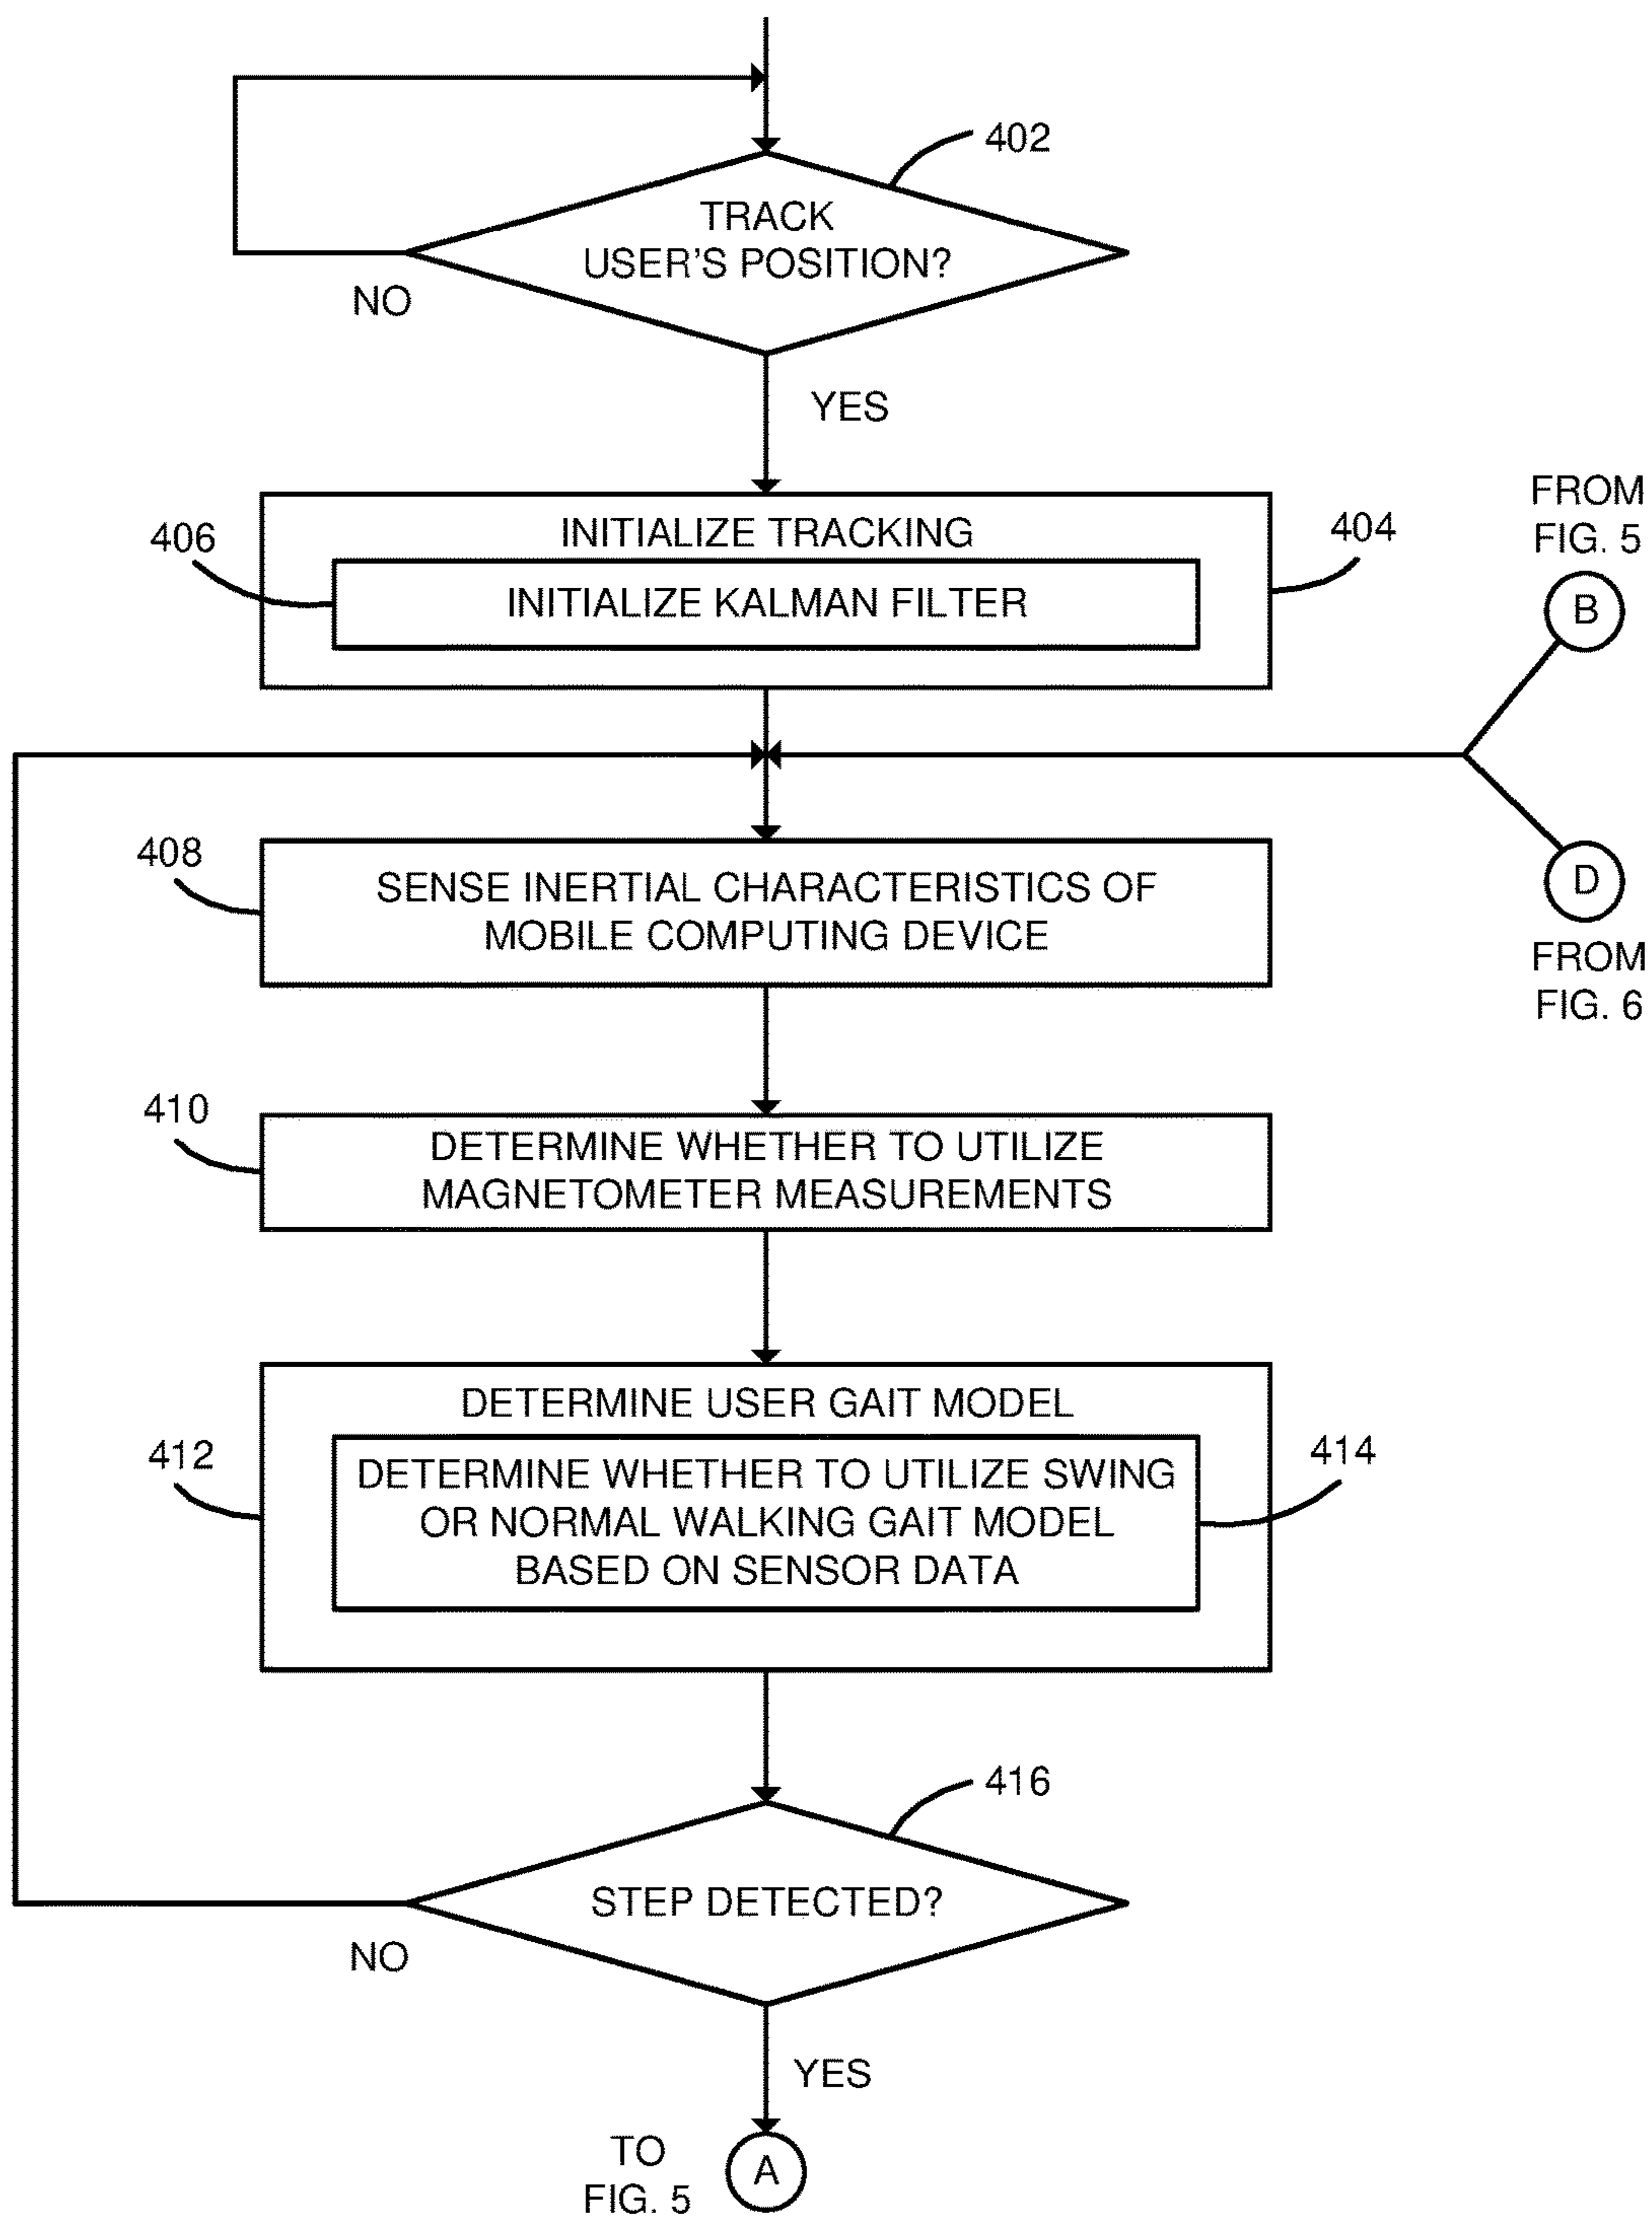 402
TRACK
USER'S POSITION?
NO
YES
FROM
FIG. 5
B
406
INITIALIZE TRACKING
404
INITIALIZE KALMAN FILTER
408
SENSE INERTIAL CHARACTERISTICS OF
MOBILE COMPUTING DEVICE
D
FROM
FIG. 6
410
DETERMINE WHETHER TO UTILIZE
MAGNETOMETER MEASUREMENTS
DETERMINE USER GAIT MODEL
412
414
DETERMINE WHETHER TO UTILIZE SWING
OR NORMAL WALKING GAIT MODEL
BASED ON SENSOR DATA
416
STEP DETECTED?
NO
YES
TO
FIG. 5
A